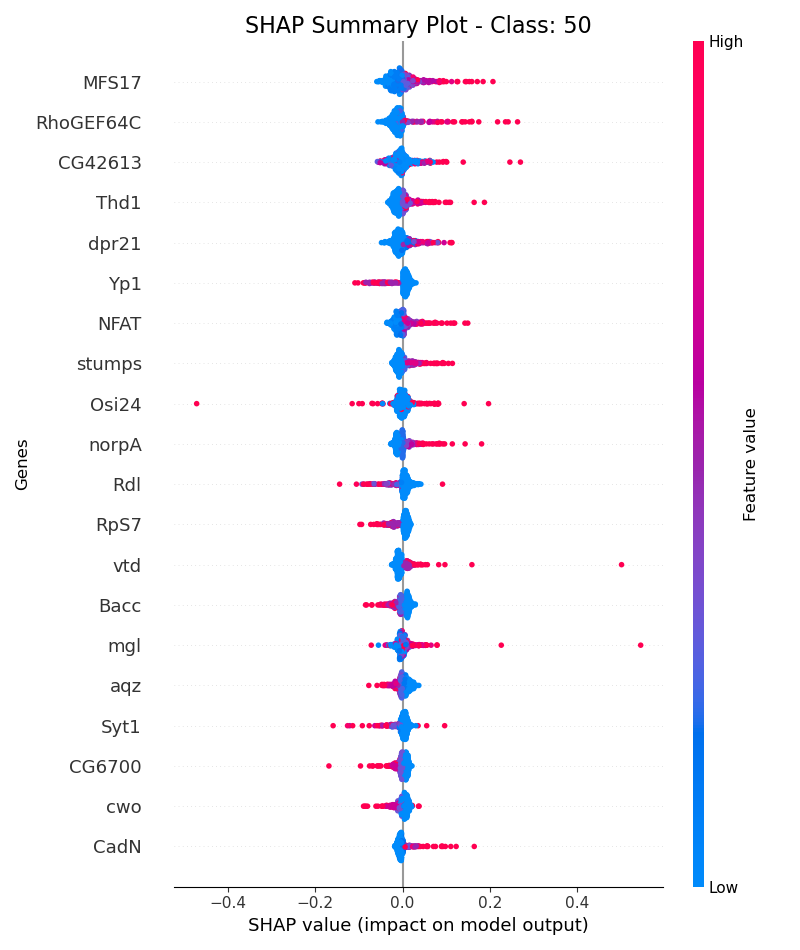 SHAP Summary Plot - Class: 50
High
MFS17
RhoGEF64C
CG42613
Thd1
dpr21
Yp1
NFAT
stumps
Osi24
norpA
Rdl
RpS7
vtd
Bacc
mgl
aqz
Syt1
CG6700
cwo
CadN
Genes
Feature value
Low
−0.4 −0.2 0.0 0.2 0.4
SHAP value (impact on model output)